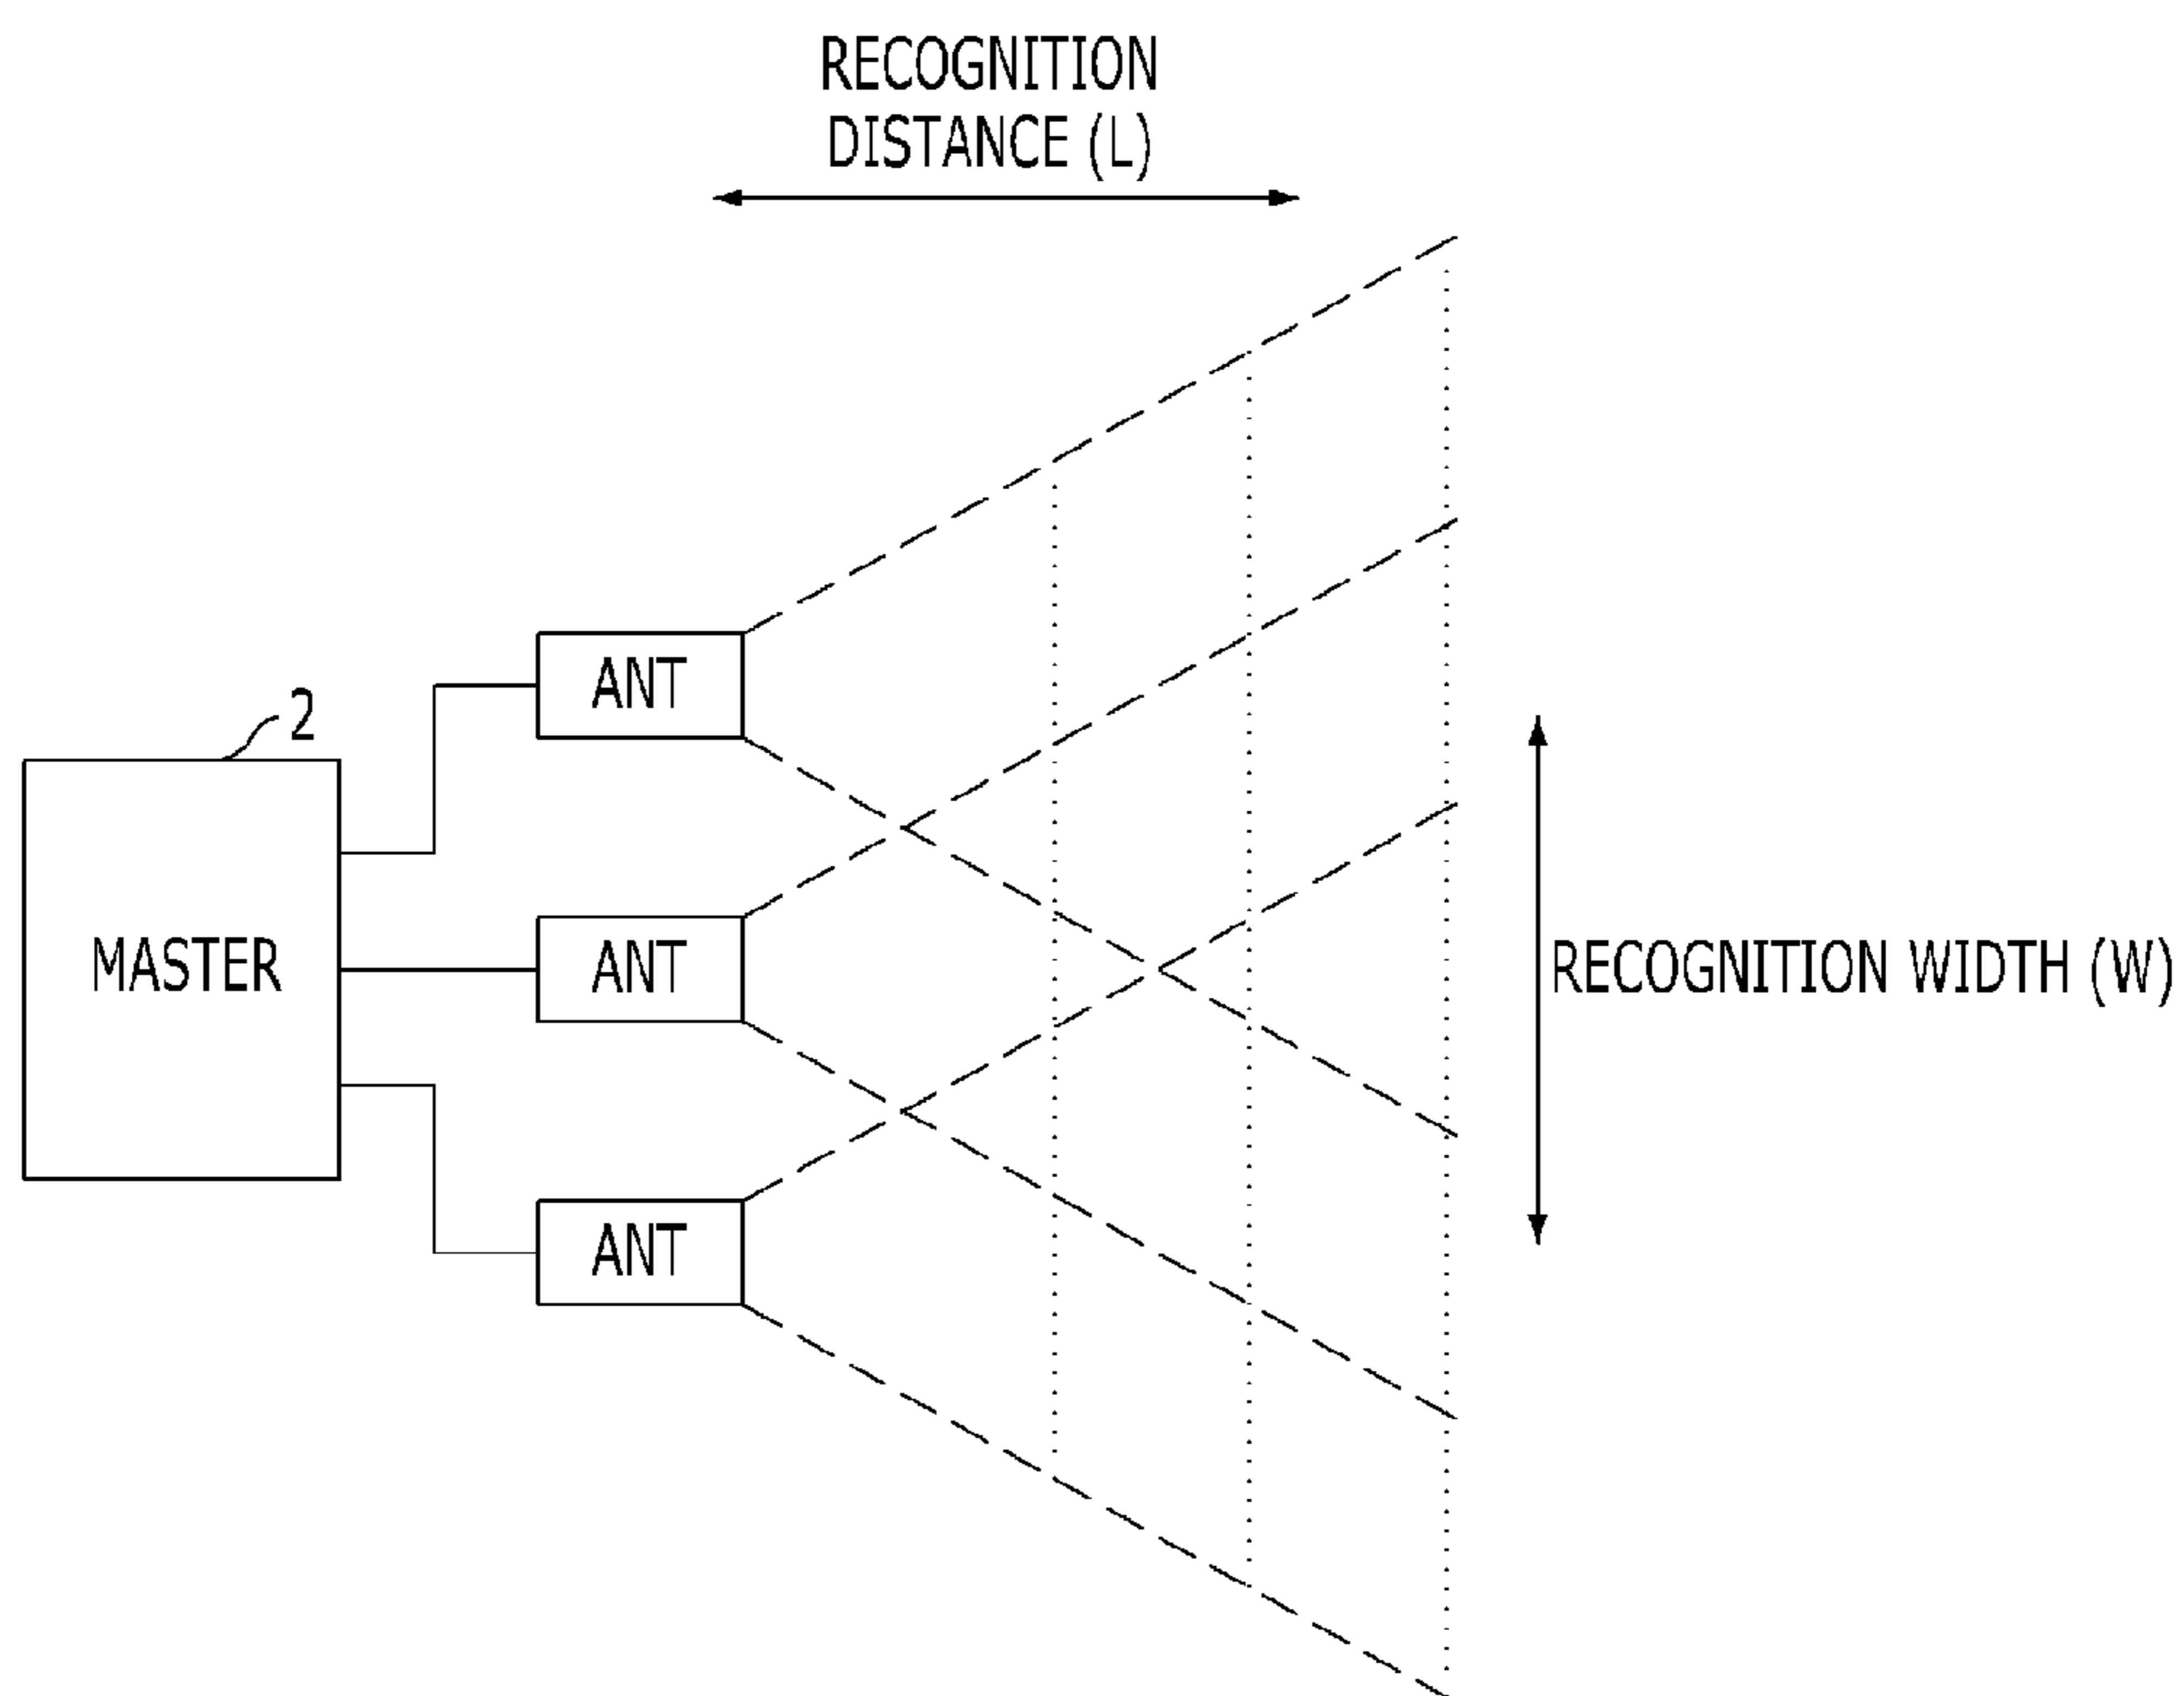 RECOGNITION
DISTANCE (L)
ANT
2
MASTER
ANT
RECOGNITION WIDTH (W)
ANT